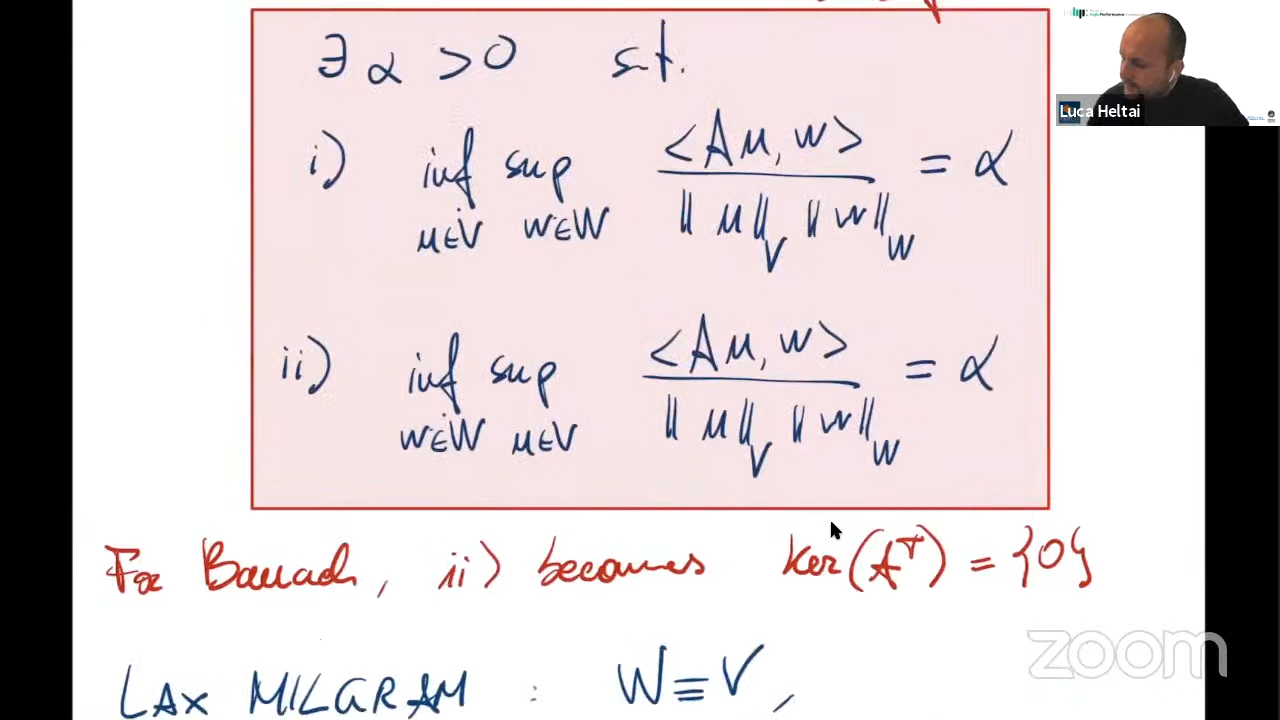 ∃ α > 0 s.t.
i) inf sup <Au, w> / ‖u‖_V ‖w‖_W = α
u∈V w∈W
ii) inf sup <Au, w> / ‖u‖_V ‖w‖_W = α
w∈W u∈V
For Banach, ii) becomes ker(Aᵀ) = {0}
LAX MILGRAM : W ≡ V,
Luca Heltai
zoom